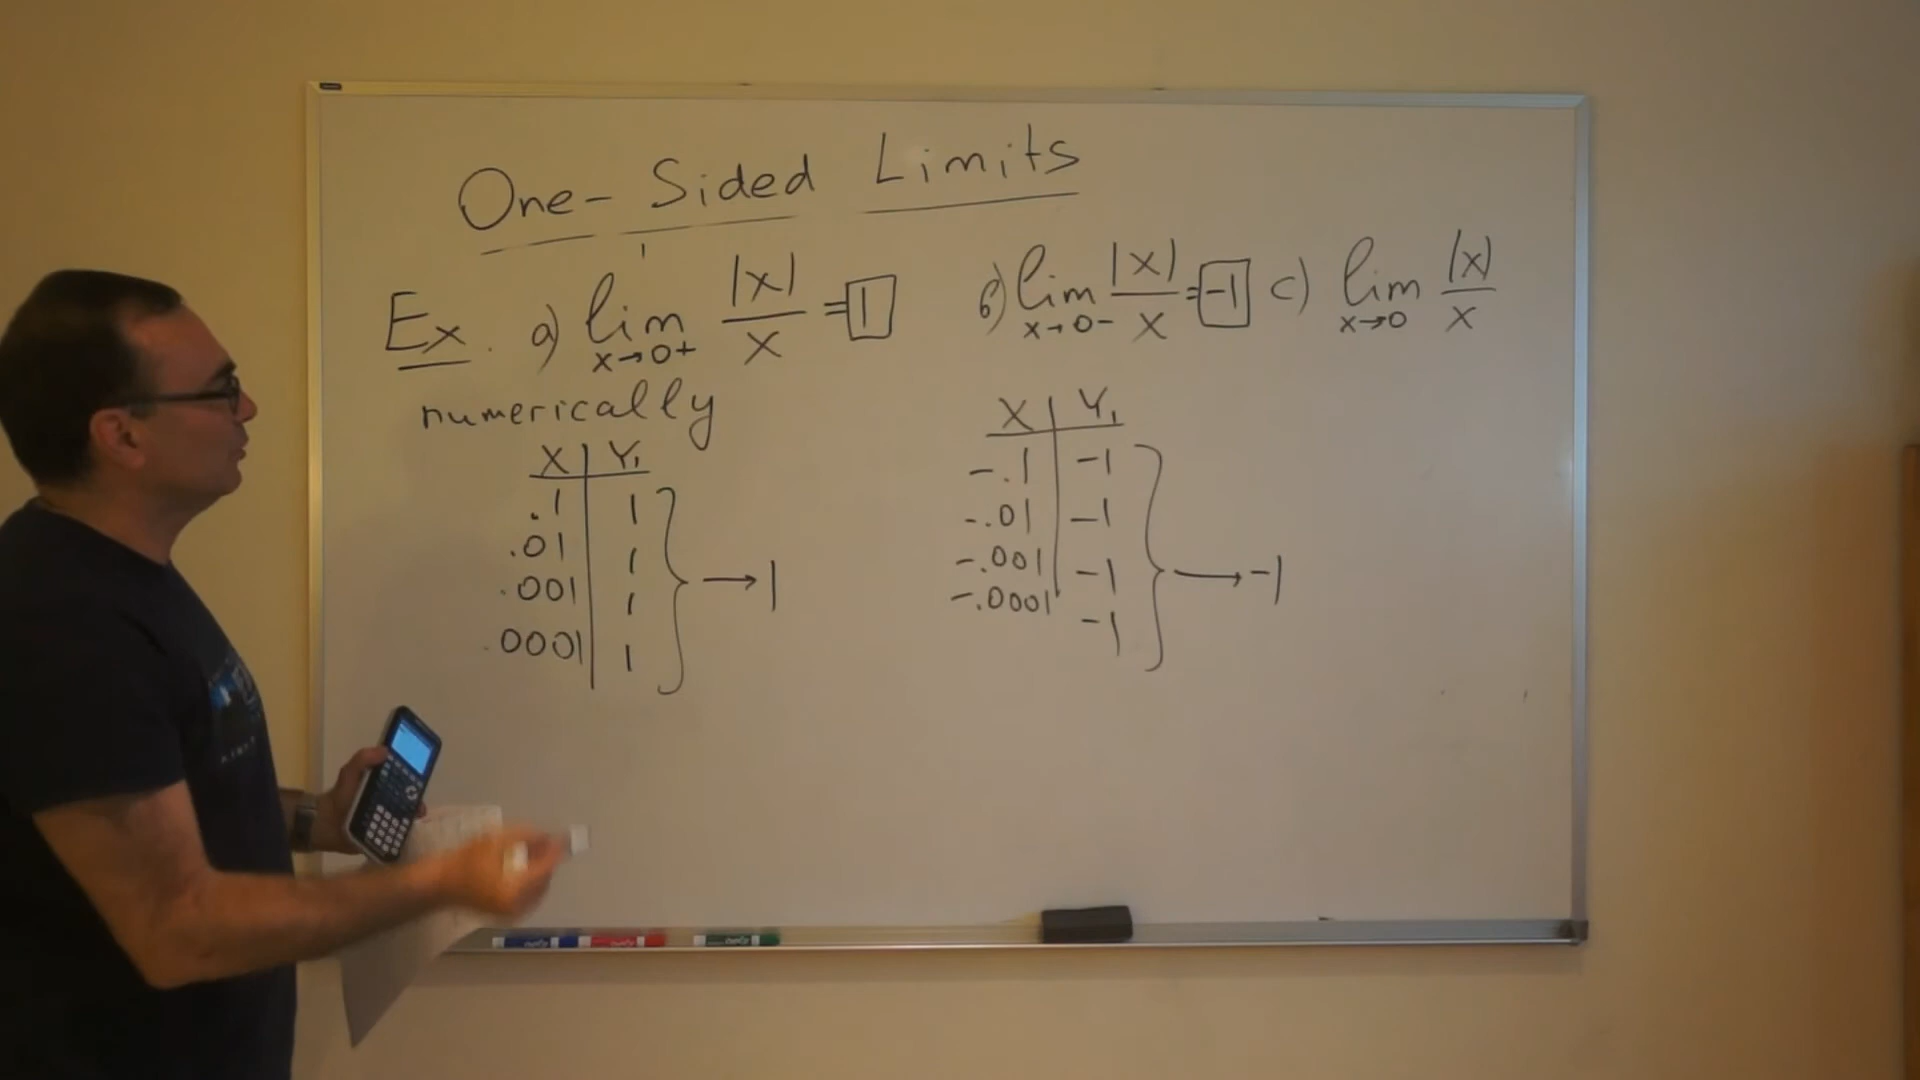 One-Sided Limits
Ex. a) lim x→0+ |x|/x = 1
b) lim x→0- |x|/x = -1
c) lim x→0 |x|/x
numerically
X | Y₁
.1 | 1
.01 | 1
.001 | 1
.0001 | 1
→ 1
X | Y₁
-.1 | -1
-.01 | -1
-.001 | -1
-.0001 | -1
→ -1